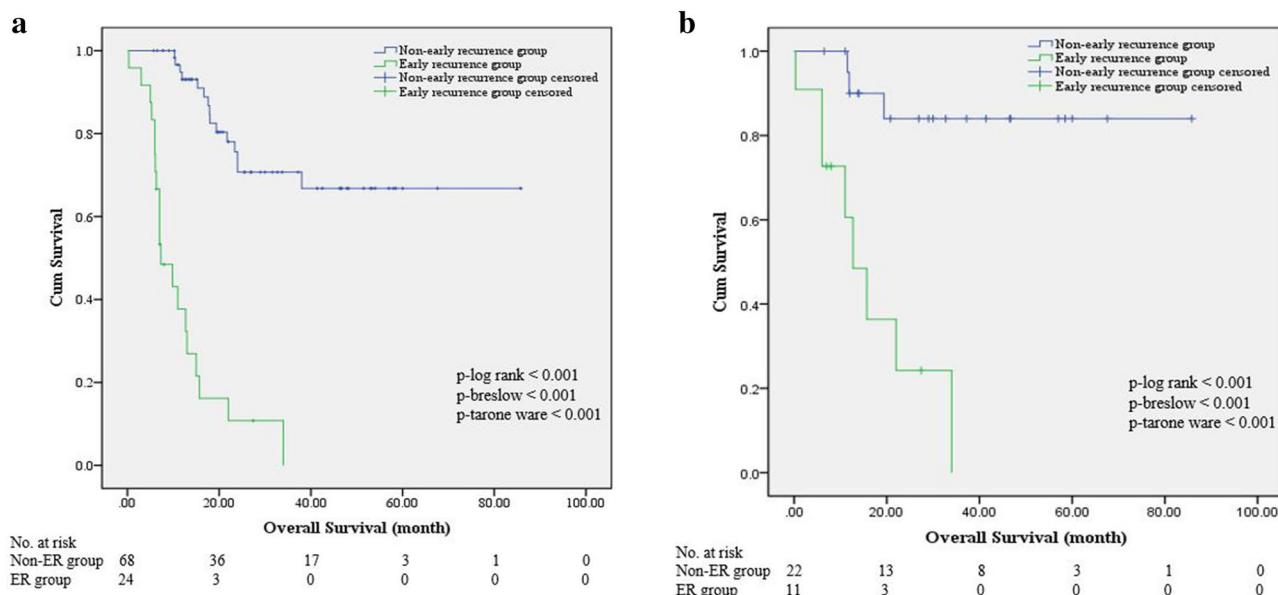 a
Non-early recurrence group
Early recurrence group
Non-early recurrence group censored
Early recurrence group censored
1.0
0.8
0.6
0.4
0.2
0.0
Cum Survival
p-log rank < 0.001
p-breslow < 0.001
p-tarone ware < 0.001
.00 20.00 40.00 60.00 80.00 100.00
Overall Survival (month)
No. at risk
Non-ER group 68 36 17 3 1 0
ER group 24 3 0 0 0 0
b
Non-early recurrence group
Early recurrence group
Non-early recurrence group censored
Early recurrence group censored
1.0
0.8
0.6
0.4
0.2
0.0
Cum Survival
p-log rank < 0.001
p-breslow < 0.001
p-tarone ware < 0.001
.00 20.00 40.00 60.00 80.00 100.00
Overall Survival (month)
No. at risk
Non-ER group 22 13 8 3 1 0
ER group 11 3 0 0 0 0